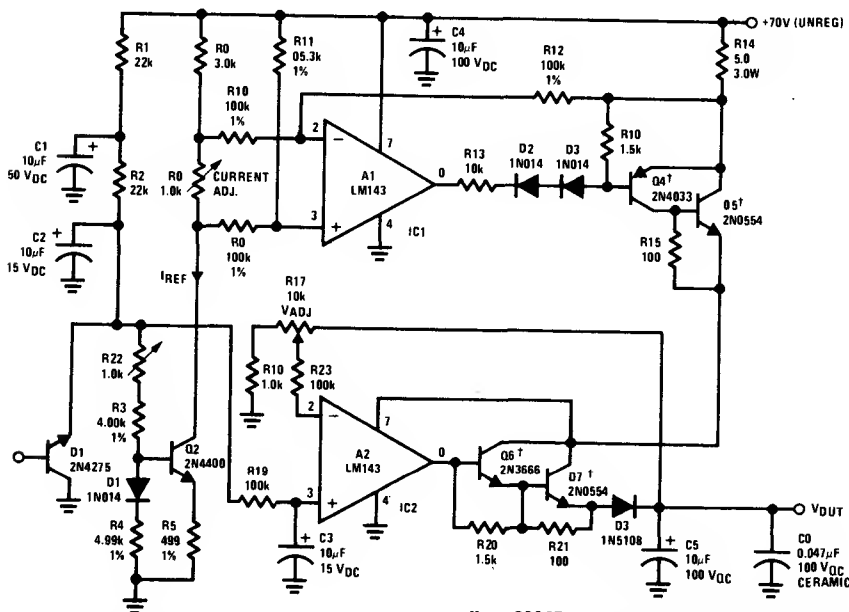 +70V (UNREG)
R1
22k
R0
3.0k
R11
05.3k
1%
C4
10μF
100 VDC
+
R12
100k
1%
R14
5.0
3.0W
R10
100k
1%
C1
10μF
50 VDC
+
R2
22k
R0
1.0k
CURRENT
ADJ.
2
−
7
A1
LM143
0
3
+
4
IC1
R13
10k
D2
1N014
D3
1N014
R10
1.5k
Q4†
2N4033
Q5†
2N0554
R15
100
C2
10μF
15 VDC
+
R0
100k
1%
IREF
R17
10k
VADJ
R22
1.0k
R10
1.0k
R23
100k
R3
4.00k
1%
2
−
7
A2
LM143
0
3
+
4
IC2
Q6†
2N3666
D7†
2N0554
D1
2N4275
Q2
2N4400
D1
1N014
R19
100k
R4
4.99k
1%
R5
499
1%
C3
10μF
15 VDC
+
R20
1.5k
R21
100
D3
1N5108
VOUT
C5
10μF
100 VDC
+
C0
0.047μF
100 VDC
CERAMIC